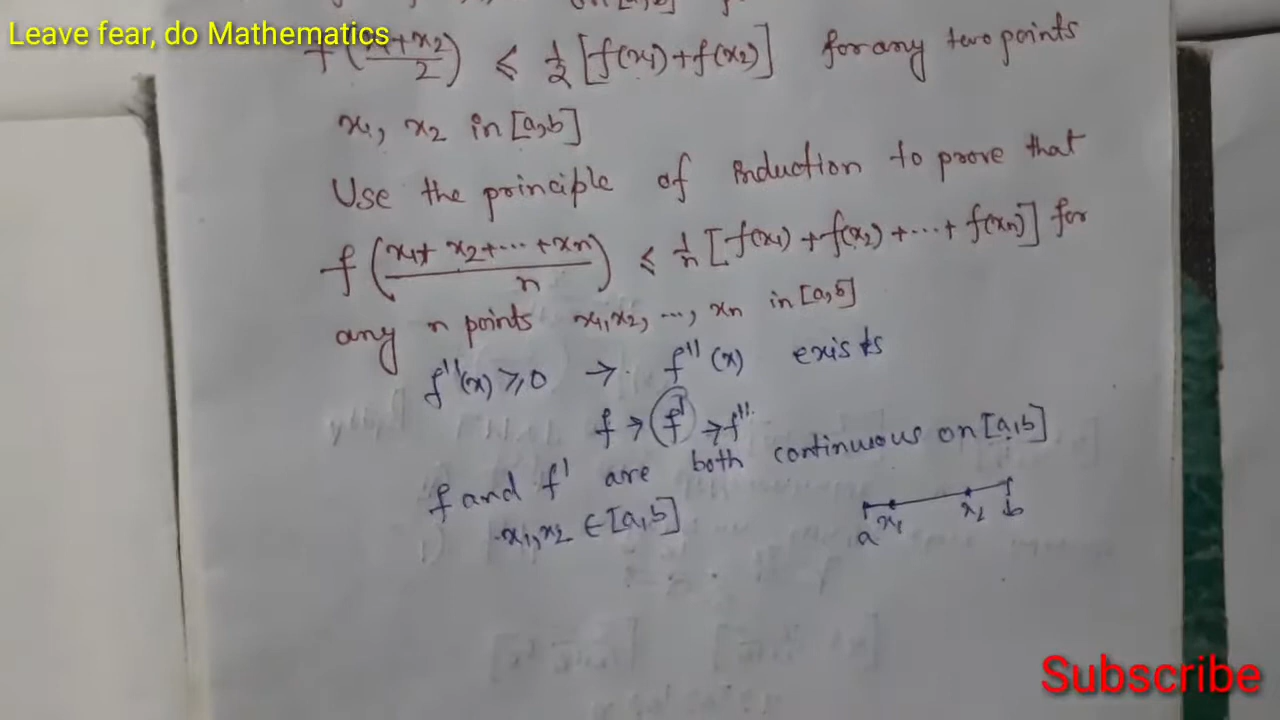 on [a,b]
Leave fear, do Mathematics
f(x1+x2/2) ≤ 1/2 [f(x1)+f(x2)] for any two points
x1, x2 in [a,b]
Use the principle of induction to prove that
f(x1+x2+...+xn/n) ≤ 1/n [f(x1)+f(x2)+...+f(xn)] for
any n points x1,x2, ..., xn in [a,b]
f''(x) ≥ 0 → f''(x) exists
f → f' → f''
f and f' are both continuous on [a,b]
x1,x2 ∈ [a,b]
a x1 x2 b
Subscribe